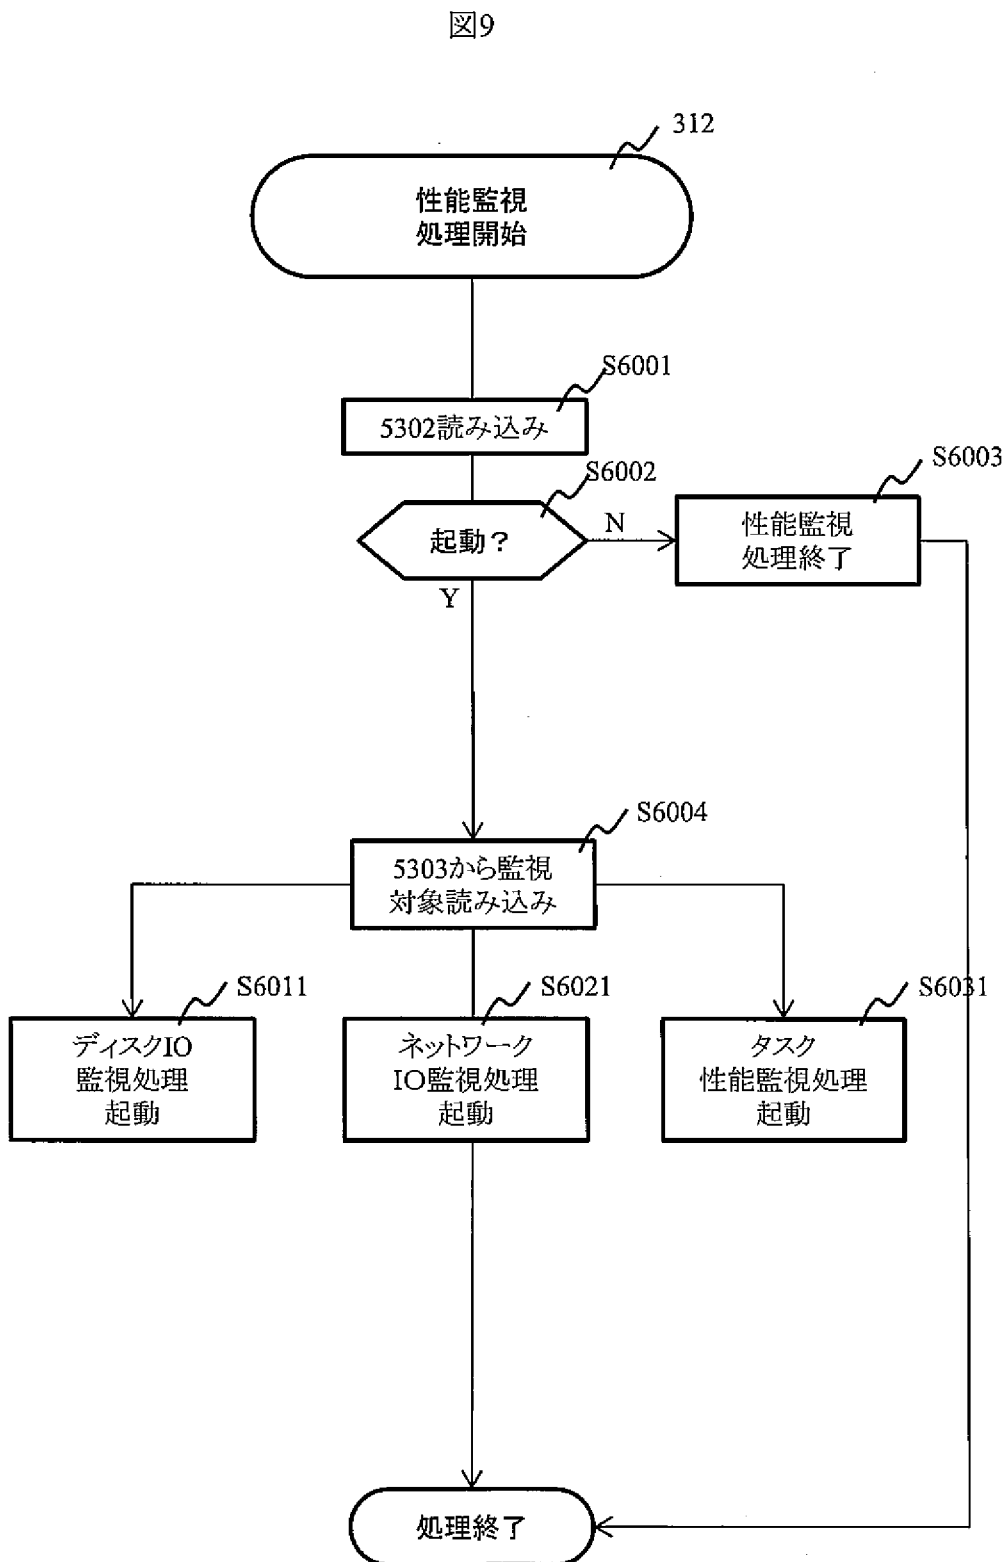 図9
312
性能監視
処理開始
S6001
5302読み込み
S6002
起動？
N
Y
S6003
性能監視
処理終了
S6004
5303から監視
対象読み込み
S6011
ディスクIO
監視処理
起動
S6021
ネットワーク
IO監視処理
起動
S6031
タスク
性能監視処理
起動
処理終了